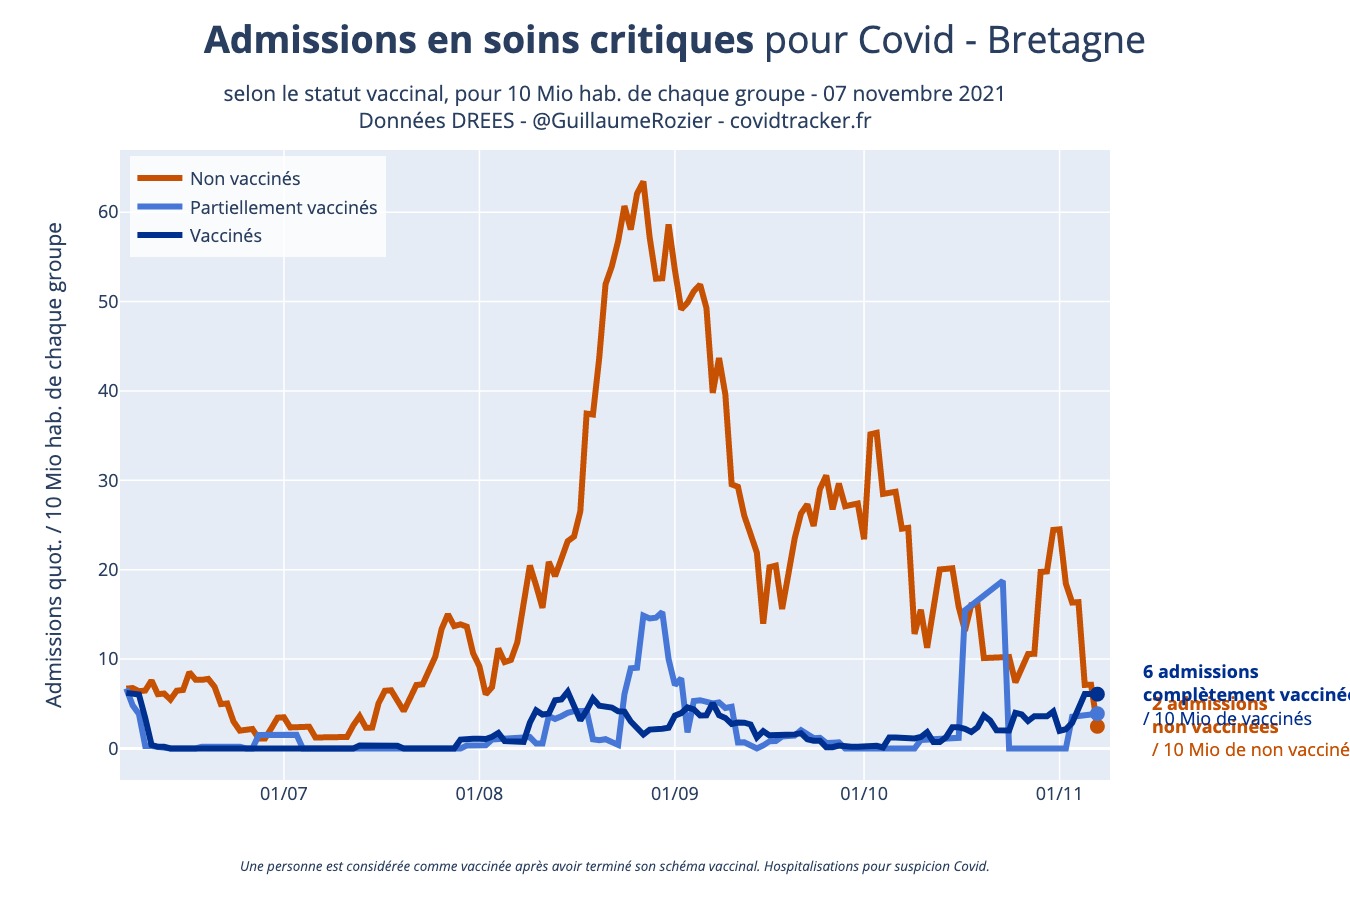 Admissions en soins critiques pour Covid - Bretagne
selon le statut vaccinal, pour 10 Mio hab. de chaque groupe - 07 novembre 2021
Données DREES - @GuillaumeRozier - covidtracker.fr
Non vaccinés
Partiellement vaccinés
Vaccinés
Admissions quot. / 10 Mio hab. de chaque groupe
60
50
40
30
20
10
0
01/07
01/08
01/09
01/10
01/11
6 admissions
complètement vacciné
/ 10 Mio de vaccinés
2 admissions
non vaccinées
/ 10 Mio de non vacciné
Une personne est considérée comme vaccinée après avoir terminé son schéma vaccinal. Hospitalisations pour suspicion Covid.